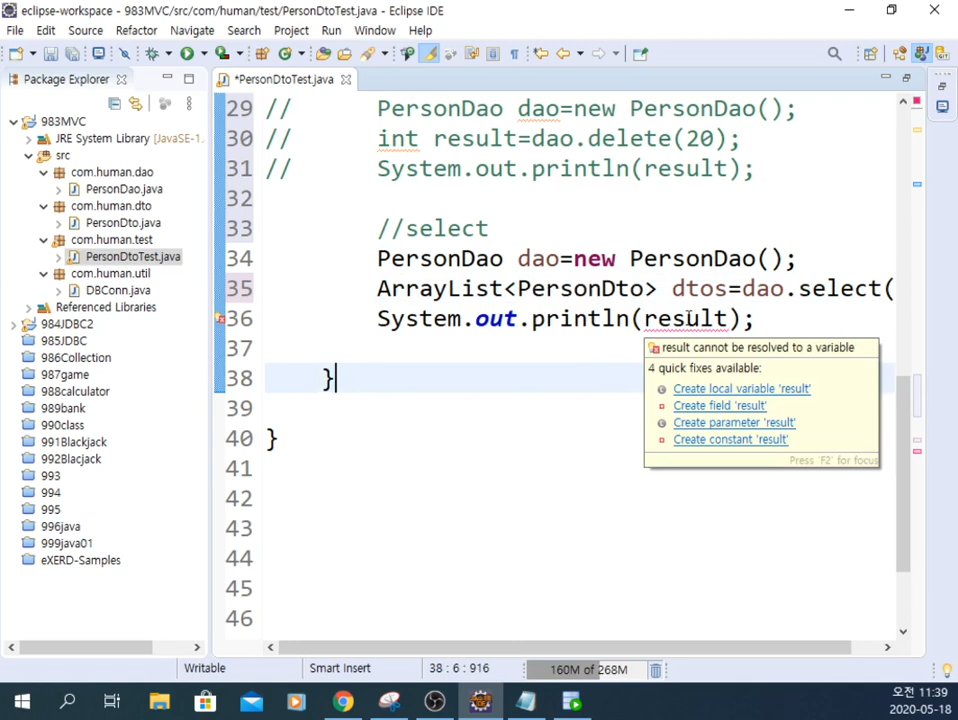 eclipse-workspace - 983MVC/src/com/human/test/PersonDtoTest.java - Eclipse IDE
File Edit Source Refactor Navigate Search Project Run Window Help
Package Explorer
*PersonDtoTest.java
983MVC
JRE System Library [JavaSE-1.
src
com.human.dao
PersonDao.java
com.human.dto
PersonDto.java
com.human.test
PersonDtoTest.java
com.human.util
DBConn.java
Referenced Libraries
984JDBC2
985JDBC
986Collection
987game
988calculator
989bank
990class
991Blackjack
992Blacjack
993
994
995
996java
999java01
eXERD-Samples
29 // PersonDao dao=new PersonDao();
30 // int result=dao.delete(20);
31 // System.out.println(result);
32
33 //select
34 PersonDao dao=new PersonDao();
35 ArrayList<PersonDto> dtos=dao.select(
36 System.out.println(result);
37
38 }
39
40 }
41
42
43
44
45
46
result cannot be resolved to a variable
4 quick fixes available:
Create local variable 'result'
Create field 'result'
Create parameter 'result'
Create constant 'result'
Press 'F2' for focus
Writable Smart Insert 38 : 6 : 916 160M of 268M
오전 11:39
2020-05-18